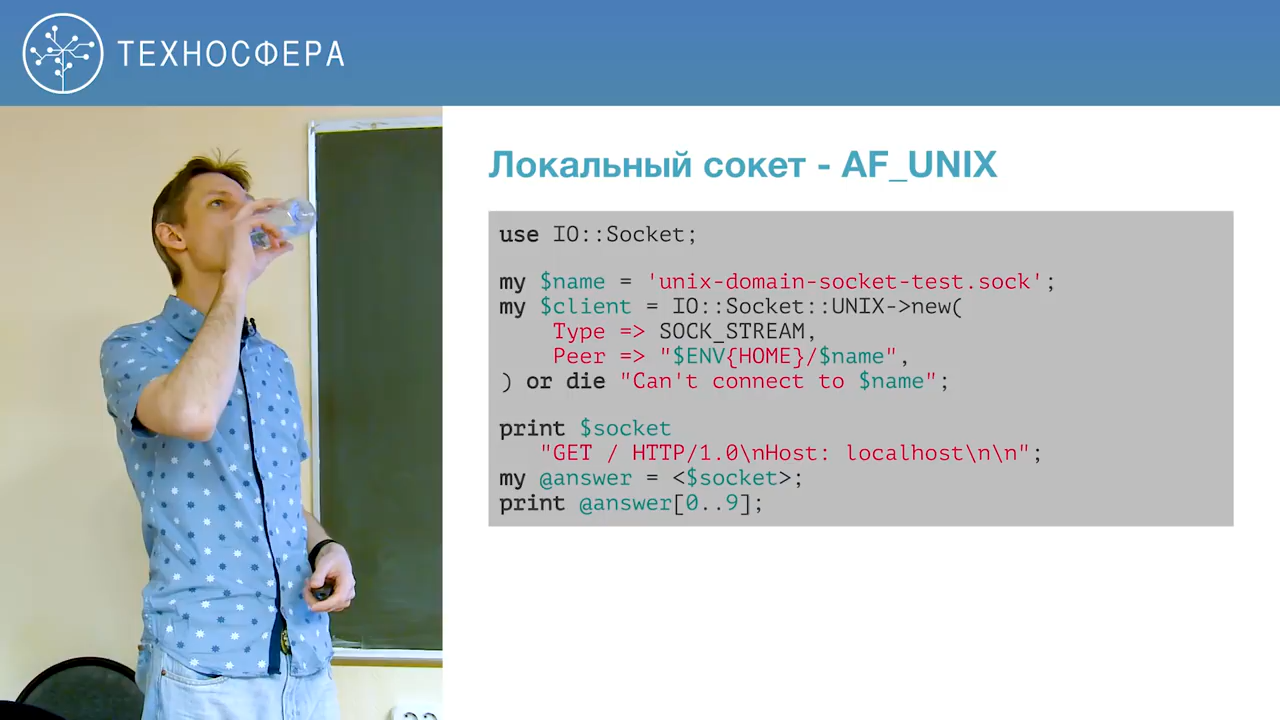 ТЕХНОСФЕРА
Локальный сокет - AF_UNIX
use IO::Socket;
my $name = 'unix-domain-socket-test.sock';
my $client = IO::Socket::UNIX->new(
    Type => SOCK_STREAM,
    Peer => "$ENV{HOME}/$name",
) or die "Can't connect to $name";
print $socket
   "GET / HTTP/1.0\nHost: localhost\n\n";
my @answer = <$socket>;
print @answer[0..9];